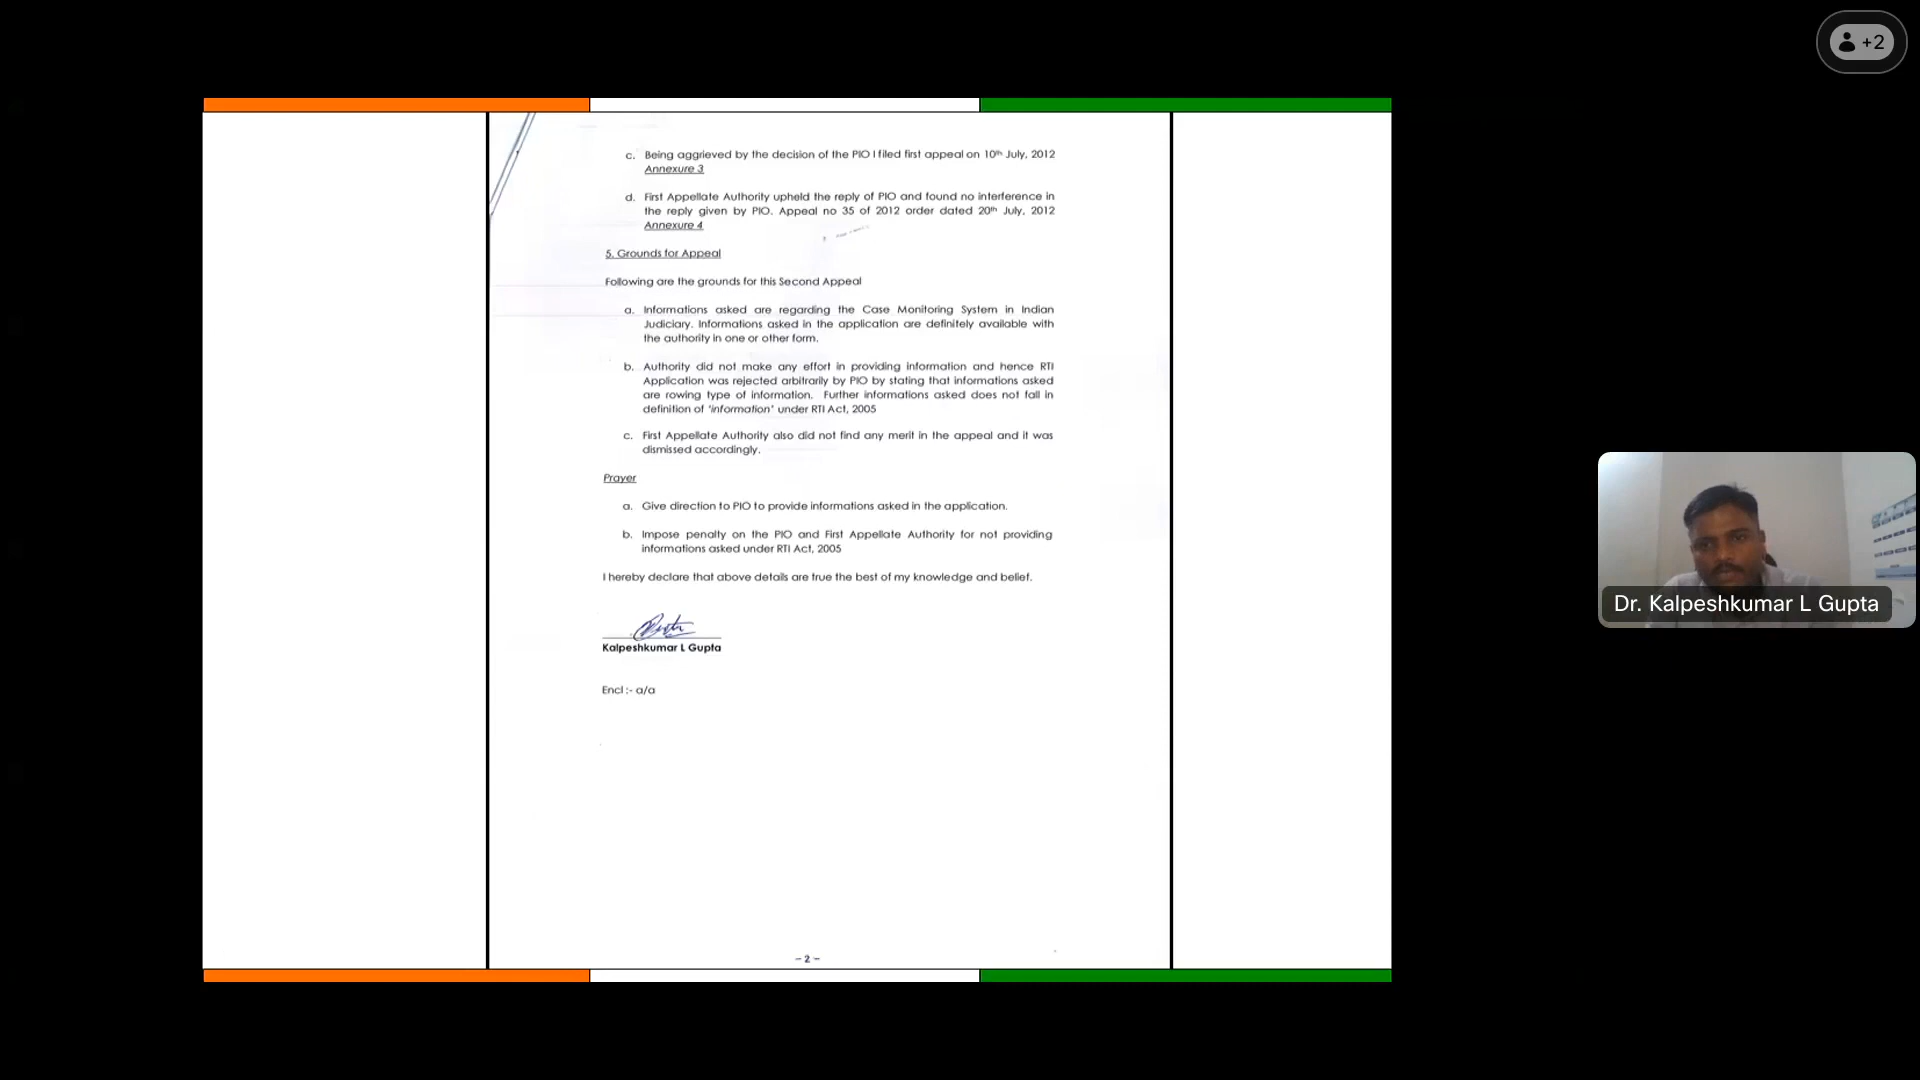 +2
c. Being aggrieved by the decision of the PIO I filed first appeal on 10th July, 2012
Annexure 3
d. First Appellate Authority upheld the reply of PIO and found no interference in
the reply given by PIO. Appeal no 35 of 2012 order dated 20th July, 2012
Annexure 4
5. Grounds for Appeal
Following are the grounds for this Second Appeal
a. Informations asked are regarding the Case Monitoring System in Indian
Judiciary. Informations asked in the application are definitely available with
the authority in one or other form.
b. Authority did not make any effort in providing information and hence RTI
Application was rejected arbitrarily by PIO by stating that informations asked
are rowing type of information. Further informations asked does not fall in
definition of 'information' under RTI Act, 2005
c. First Appellate Authority also did not find any merit in the appeal and it was
dismissed accordingly.
Prayer
a. Give direction to PIO to provide informations asked in the application.
b. Impose penalty on the PIO and First Appellate Authority for not providing
informations asked under RTI Act, 2005
I hereby declare that above details are true the best of my knowledge and belief.
Kalpeshkumar L Gupta
Encl :- a/a
– 2 –
Dr. Kalpeshkumar L Gupta